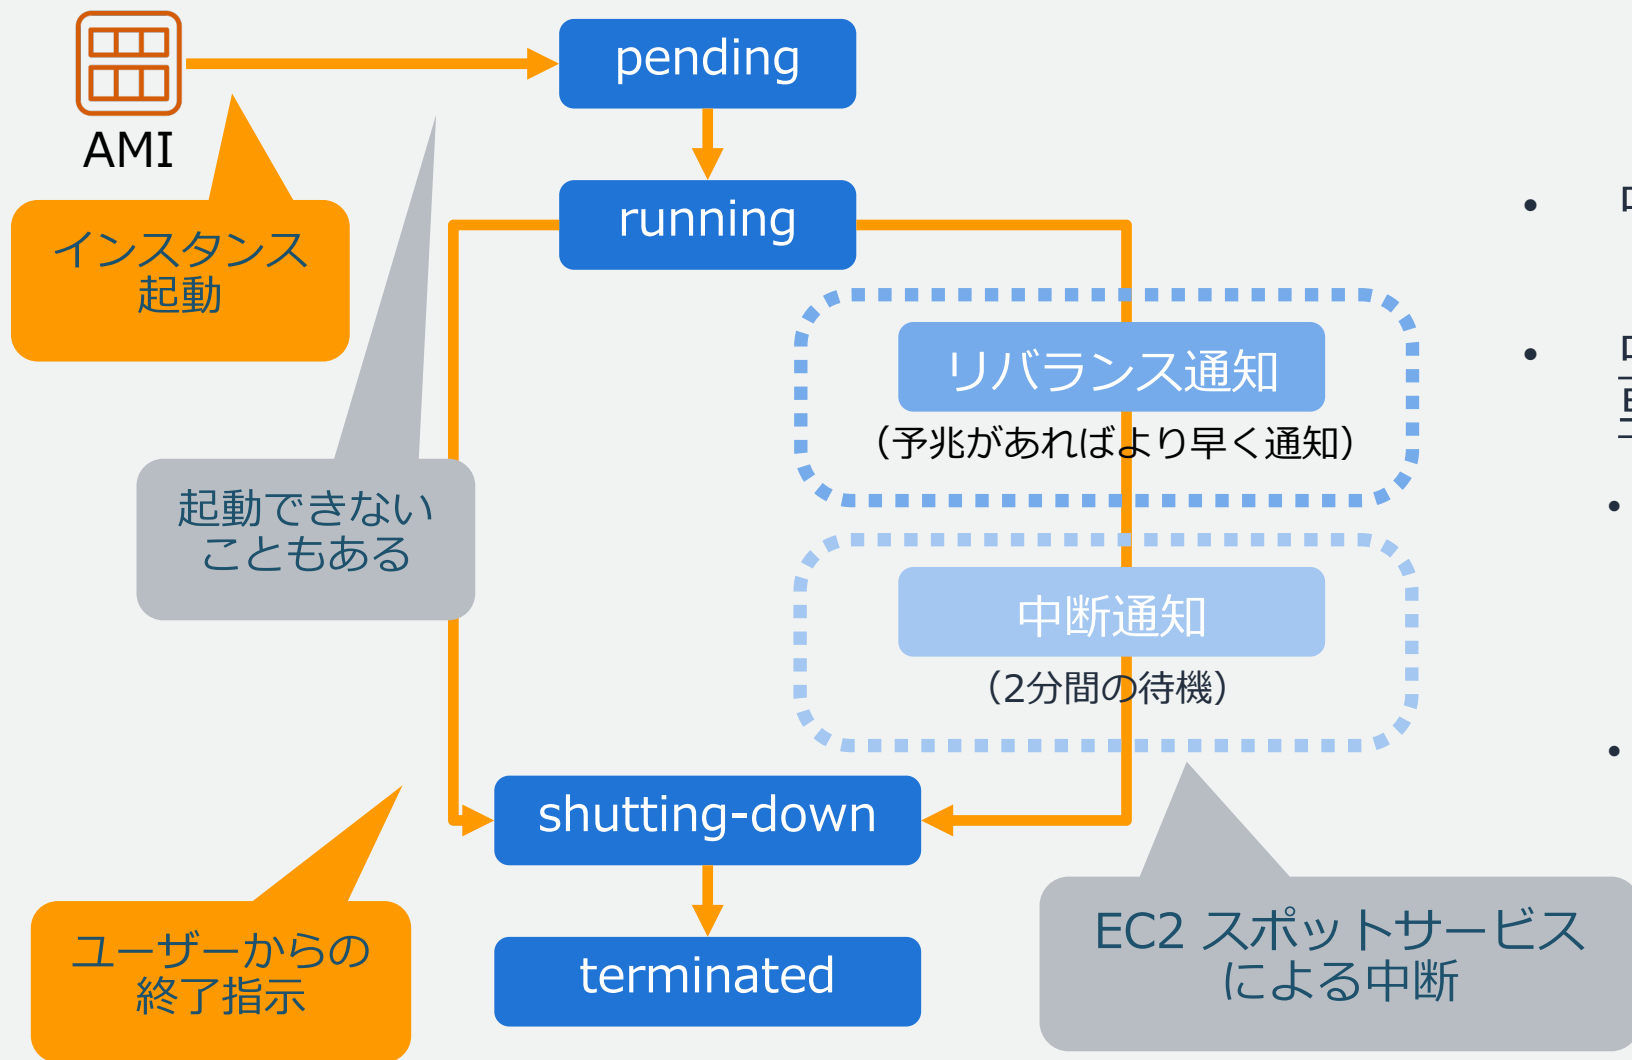 AMI
pending
インスタンス
起動
running
リバランス通知
（予兆があればより早く通知）
起動できない
こともある
中断通知
（2分間の待機）
shutting-down
ユーザーからの
終了指示
terminated
EC2 スポットサービス
による中断